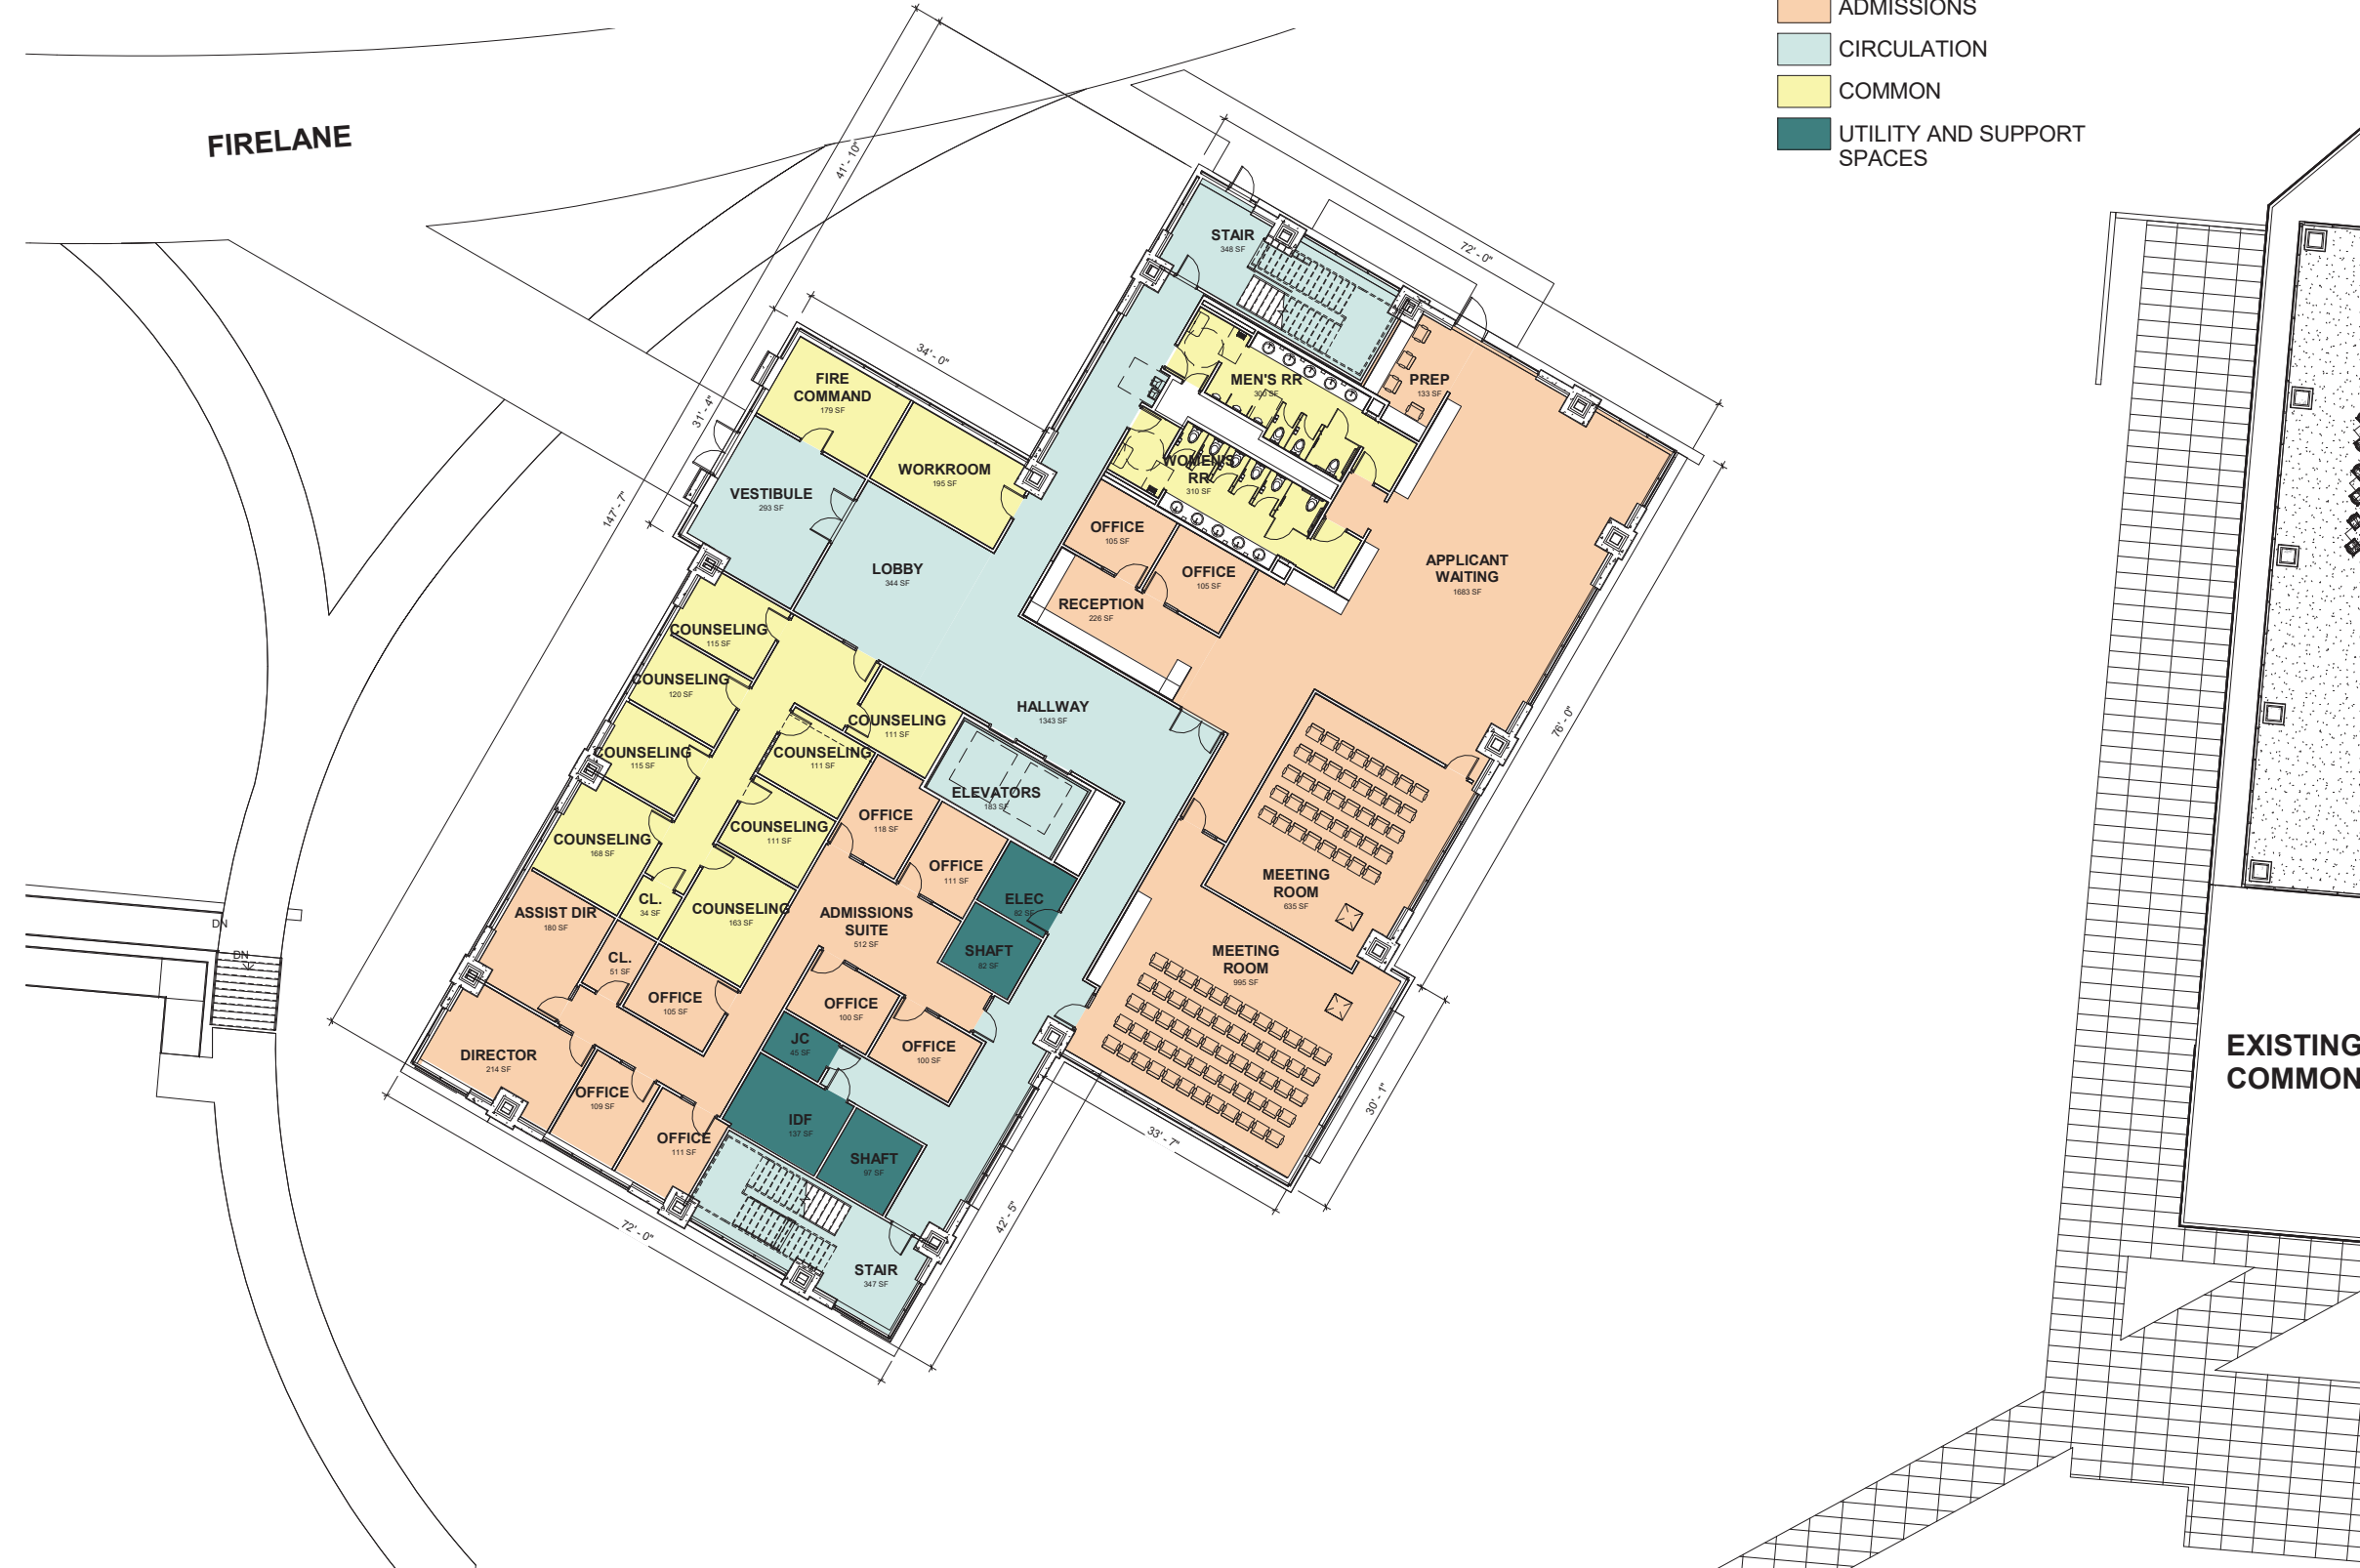 ADMISSIONS
CIRCULATION
COMMON
UTILITY AND SUPPORT
SPACES
FIRELANE
41' - 10"
72' - 0"
34' - 0"
31' - 4"
147' - 7"
STAIR
348 SF
FIRE
COMMAND
179 SF
MEN'S RR
300 SF
PREP
133 SF
WORKROOM
195 SF
WOMEN'S
RR
310 SF
VESTIBULE
293 SF
OFFICE
105 SF
LOBBY
344 SF
OFFICE
105 SF
APPLICANT
WAITING
1683 SF
RECEPTION
226 SF
COUNSELING
115 SF
COUNSELING
120 SF
HALLWAY
1343 SF
COUNSELING
111 SF
76' - 0"
COUNSELING
115 SF
COUNSELING
111 SF
ELEVATORS
183 SF
OFFICE
118 SF
COUNSELING
111 SF
COUNSELING
168 SF
OFFICE
111 SF
MEETING
ROOM
635 SF
CL.
34 SF
ELEC
82 SF
COUNSELING
163 SF
ASSIST DIR
180 SF
ADMISSIONS
SUITE
512 SF
DN
DN
SHAFT
82 SF
MEETING
ROOM
995 SF
CL.
51 SF
OFFICE
105 SF
OFFICE
100 SF
JC
45 SF
OFFICE
100 SF
DIRECTOR
214 SF
EXISTING
COMMON
OFFICE
109 SF
30' - 1"
IDF
137 SF
OFFICE
111 SF
33' - 7"
SHAFT
97 SF
42' - 5"
72' - 0"
STAIR
347 SF